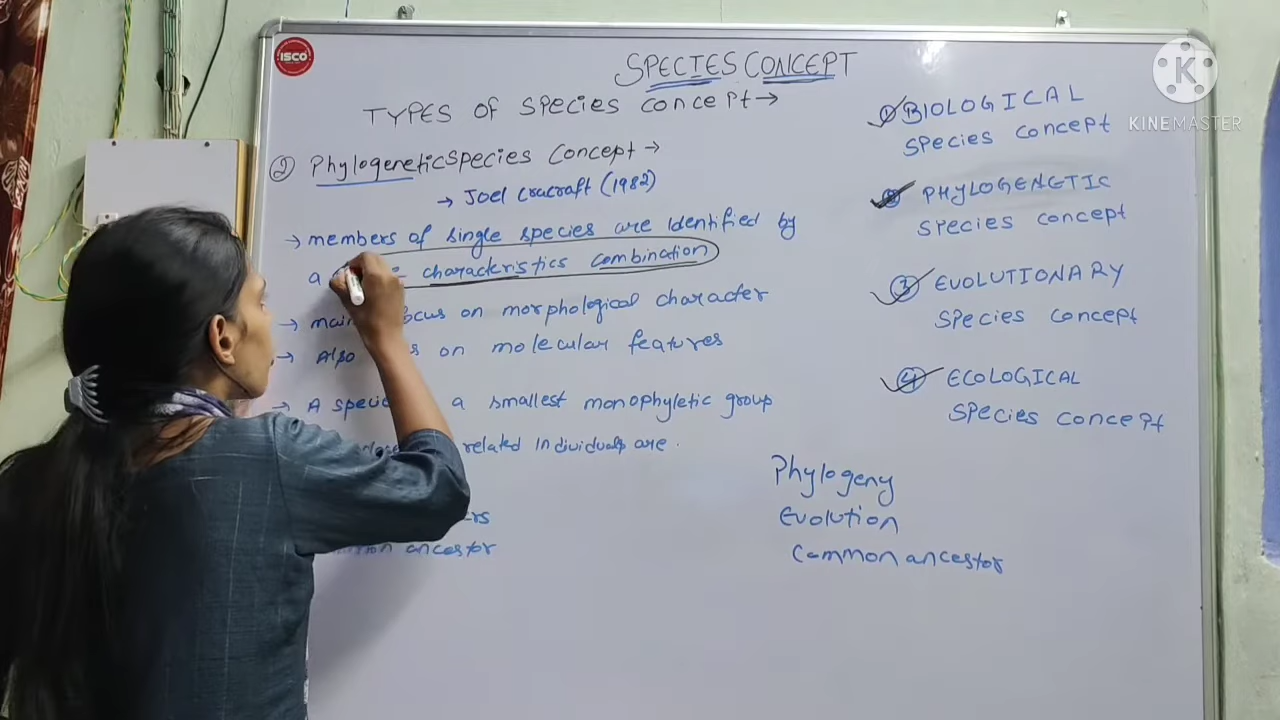 ISCO
SPECIES CONCEPT
TYPES OF SPECIES CONCEPT→
② Phylogenetic Species Concept →
→ Joel Cracraft (1982)
→ members of single species are identified by
a characteristics combination
→ focus on morphological character
→ Also on molecular features
→ A a smallest monophyletic group
related individuals are.
ancestor
① BIOLOGICAL
SPECIES CONCEPT
② PHYLOGENETIC
SPECIES CONCEPT
③ EVOLUTIONARY
SPECIES CONCEPT
④ ECOLOGICAL
SPECIES CONCEPT
Phylogeny
Evolution
Common ancestor
K
KINEMASTER